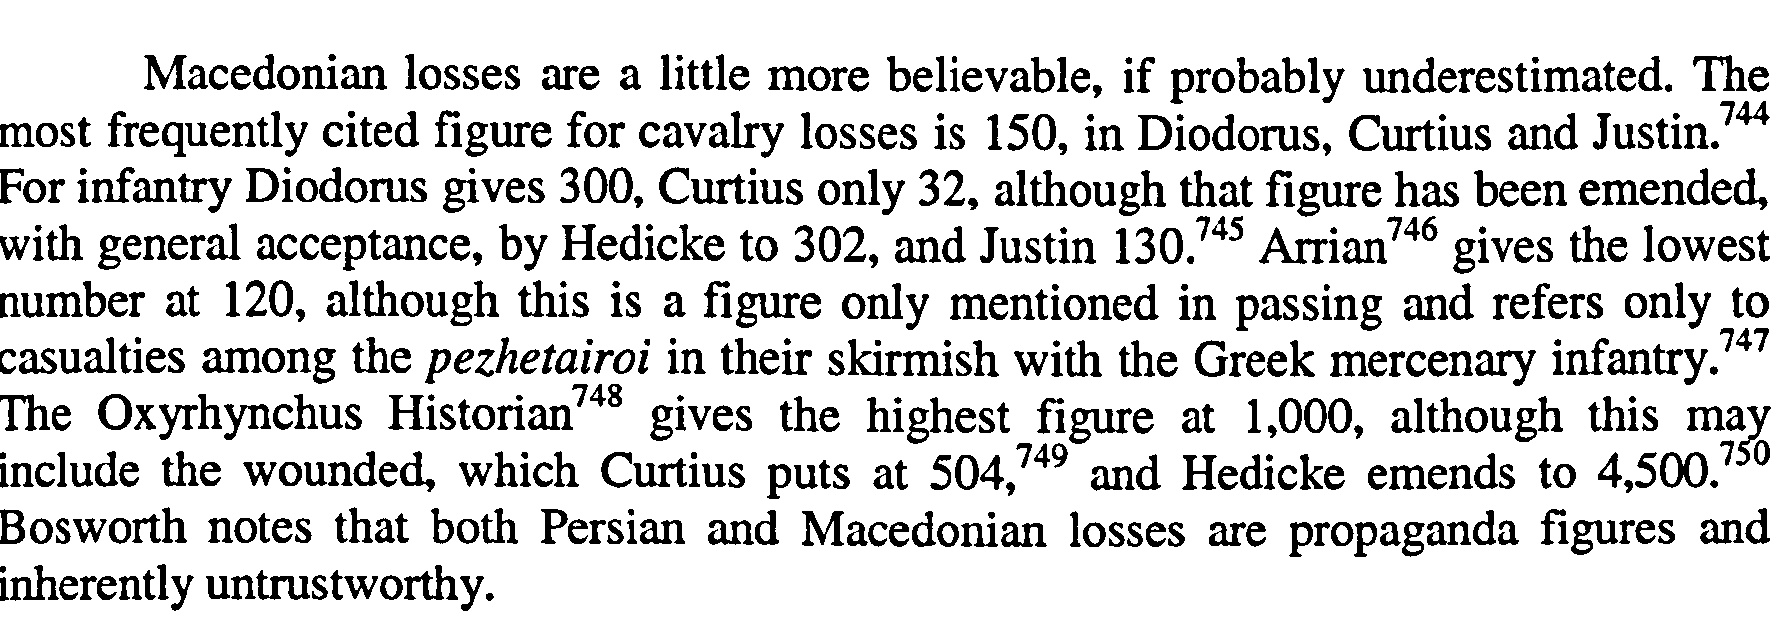 Macedonian losses are a little more believable, if probably underestimated. The
most frequently cited figure for cavalry losses is 150, in Diodorus, Curtius and Justin.744
For infantry Diodorus gives 300, Curtius only 32, although that figure has been emended,
with general acceptance, by Hedicke to 302, and Justin 130.745 Arrian746 gives the lowest
number at 120, although this is a figure only mentioned in passing and refers only to
casualties among the pezhetairoi in their skirmish with the Greek mercenary infantry.747
The Oxyrhynchus Historian748 gives the highest figure at 1,000, although this may
include the wounded, which Curtius puts at 504,749 and Hedicke emends to 4,500.750
Bosworth notes that both Persian and Macedonian losses are propaganda figures and
inherently untrustworthy.